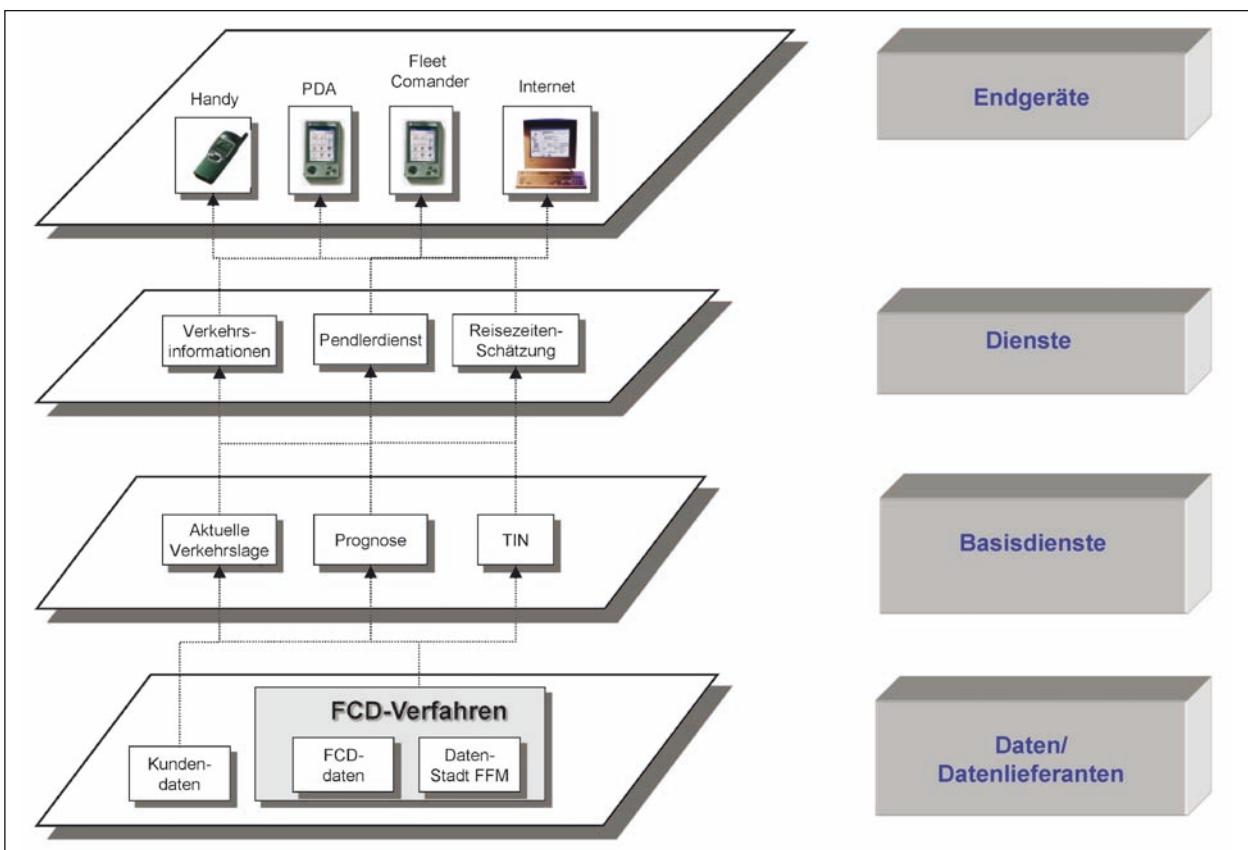 Handy
PDA
Fleet
Comander
Internet
Endgeräte
Verkehrs-
informationen
Pendlerdienst
Reisezeiten-
Schätzung
Dienste
Aktuelle
Verkehrslage
Prognose
TIN
Basisdienste
FCD-Verfahren
Kunden-
daten
FCD-
daten
Daten-
Stadt FFM
Daten/
Datenlieferanten